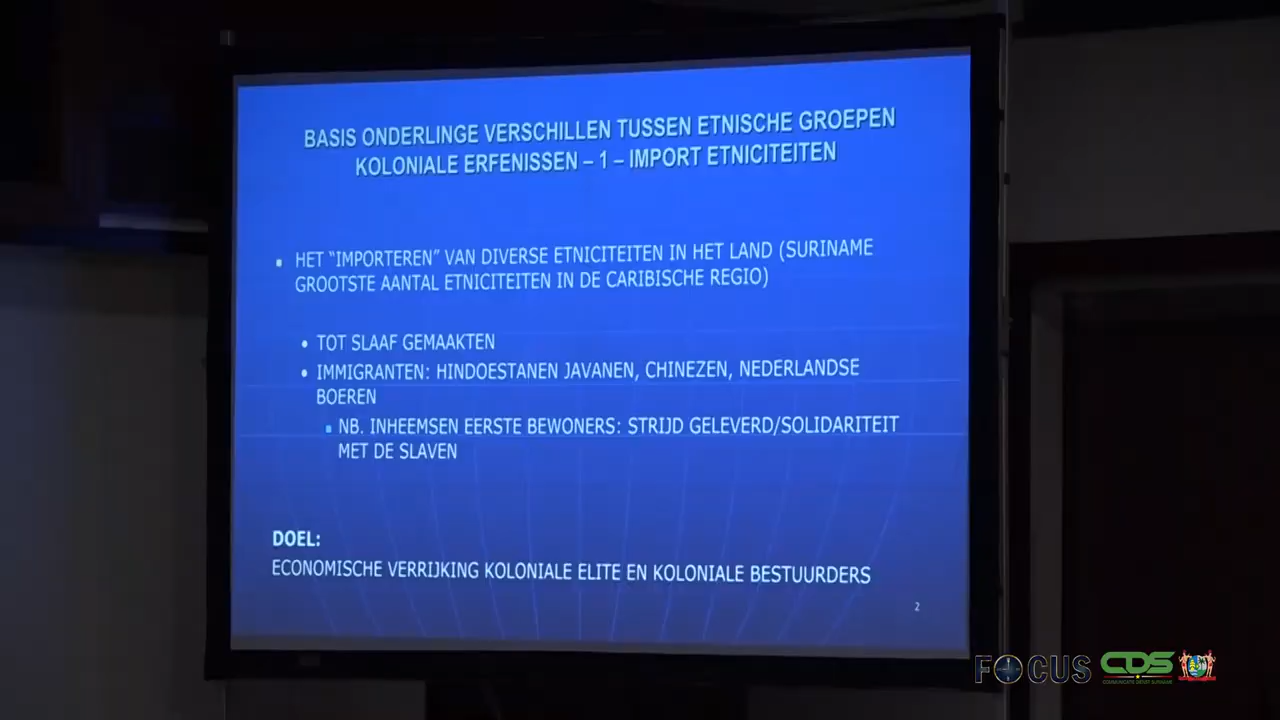 BASIS ONDERLINGE VERSCHILLEN TUSSEN ETNISCHE GROEPEN
KOLONIALE ERFENISSEN – 1 – IMPORT ETNICITEITEN
▪ HET “IMPORTEREN” VAN DIVERSE ETNICITEITEN IN HET LAND (SURINAME
GROOTSTE AANTAL ETNICITEITEN IN DE CARIBISCHE REGIO)
• TOT SLAAF GEMAAKTEN
• IMMIGRANTEN: HINDOESTANEN JAVANEN, CHINEZEN, NEDERLANDSE
BOEREN
▪ NB. INHEEMSEN EERSTE BEWONERS: STRIJD GELEVERD/SOLIDARITEIT
MET DE SLAVEN
DOEL:
ECONOMISCHE VERRIJKING KOLONIALE ELITE EN KOLONIALE BESTUURDERS
2
FOCUS CDS
COMMUNICATIE DIENST SURINAME